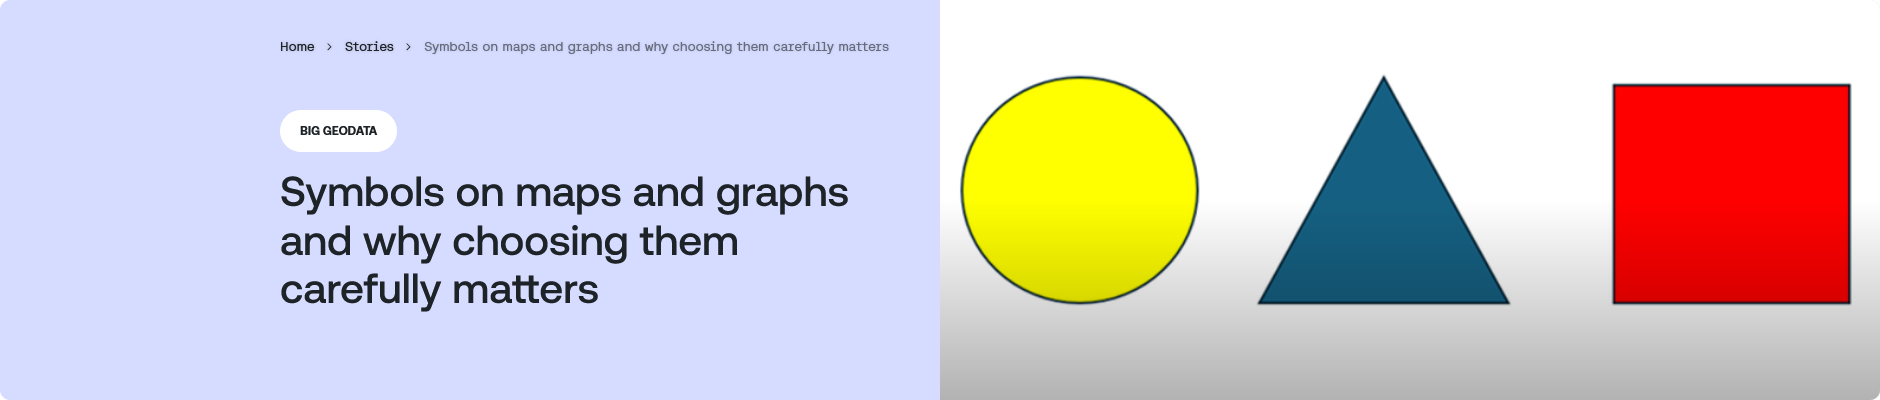 Home > Stories > Symbols on maps and graphs and why choosing them carefully matters
BIG GEODATA
Symbols on maps and graphs
and why choosing them
carefully matters